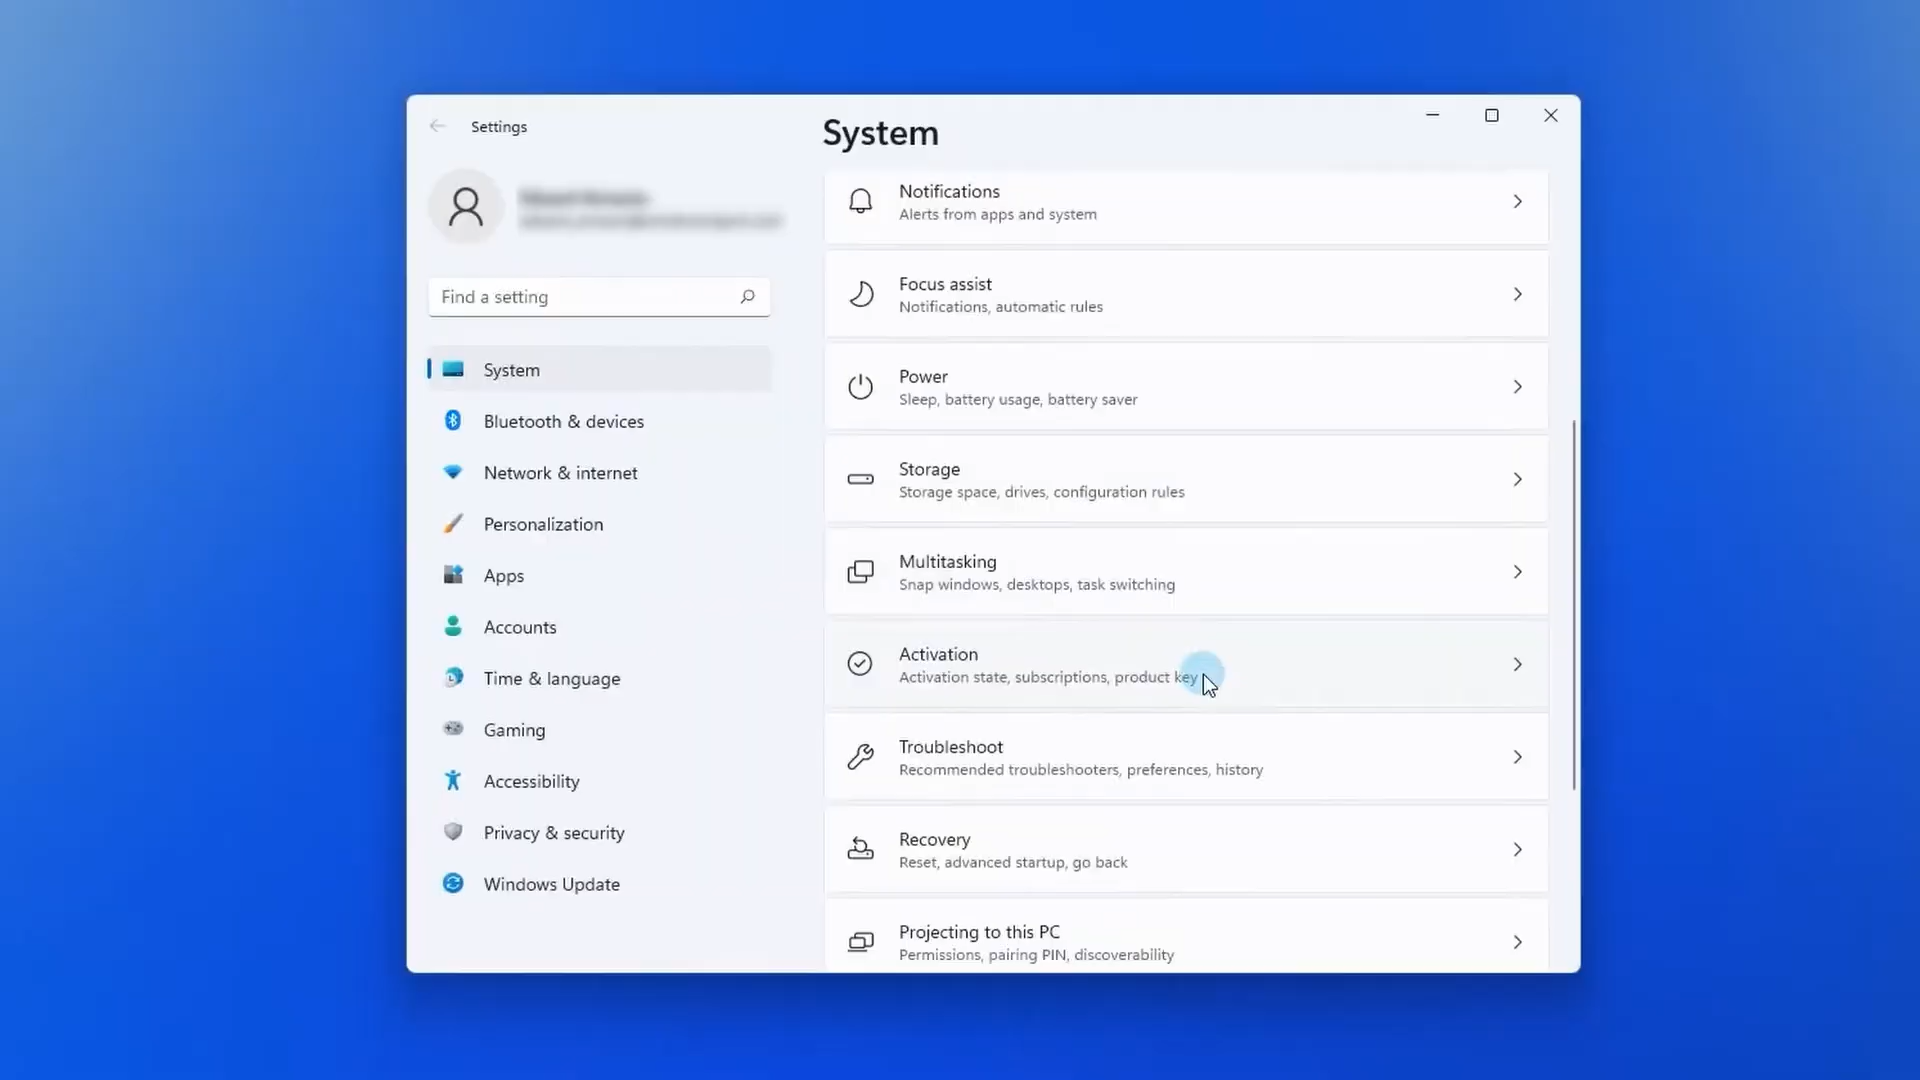 Settings
Find a setting
System
Bluetooth & devices
Network & internet
Personalization
Apps
Accounts
Time & language
Gaming
Accessibility
Privacy & security
Windows Update
System
Notifications
Alerts from apps and system
Focus assist
Notifications, automatic rules
Power
Sleep, battery usage, battery saver
Storage
Storage space, drives, configuration rules
Multitasking
Snap windows, desktops, task switching
Activation
Activation state, subscriptions, product key
Troubleshoot
Recommended troubleshooters, preferences, history
Recovery
Reset, advanced startup, go back
Projecting to this PC
Permissions, pairing PIN, discoverability